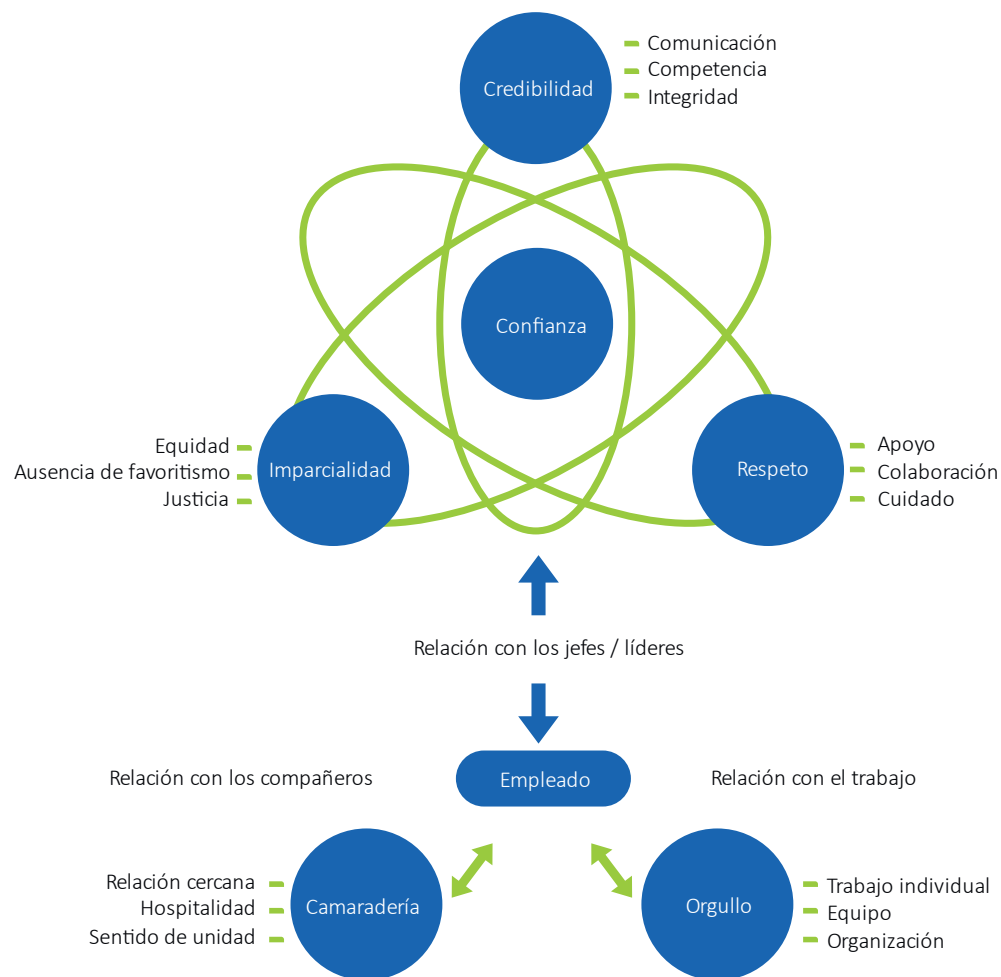 Credibilidad
Comunicación
Competencia
Integridad
Confianza
Equidad
Ausencia de favoritismo
Justicia
Imparcialidad
Respeto
Apoyo
Colaboración
Cuidado
Relación con los jefes / líderes
Relación con los compañeros
Empleado
Relación con el trabajo
Relación cercana
Hospitalidad
Sentido de unidad
Camaradería
Orgullo
Trabajo individual
Equipo
Organización